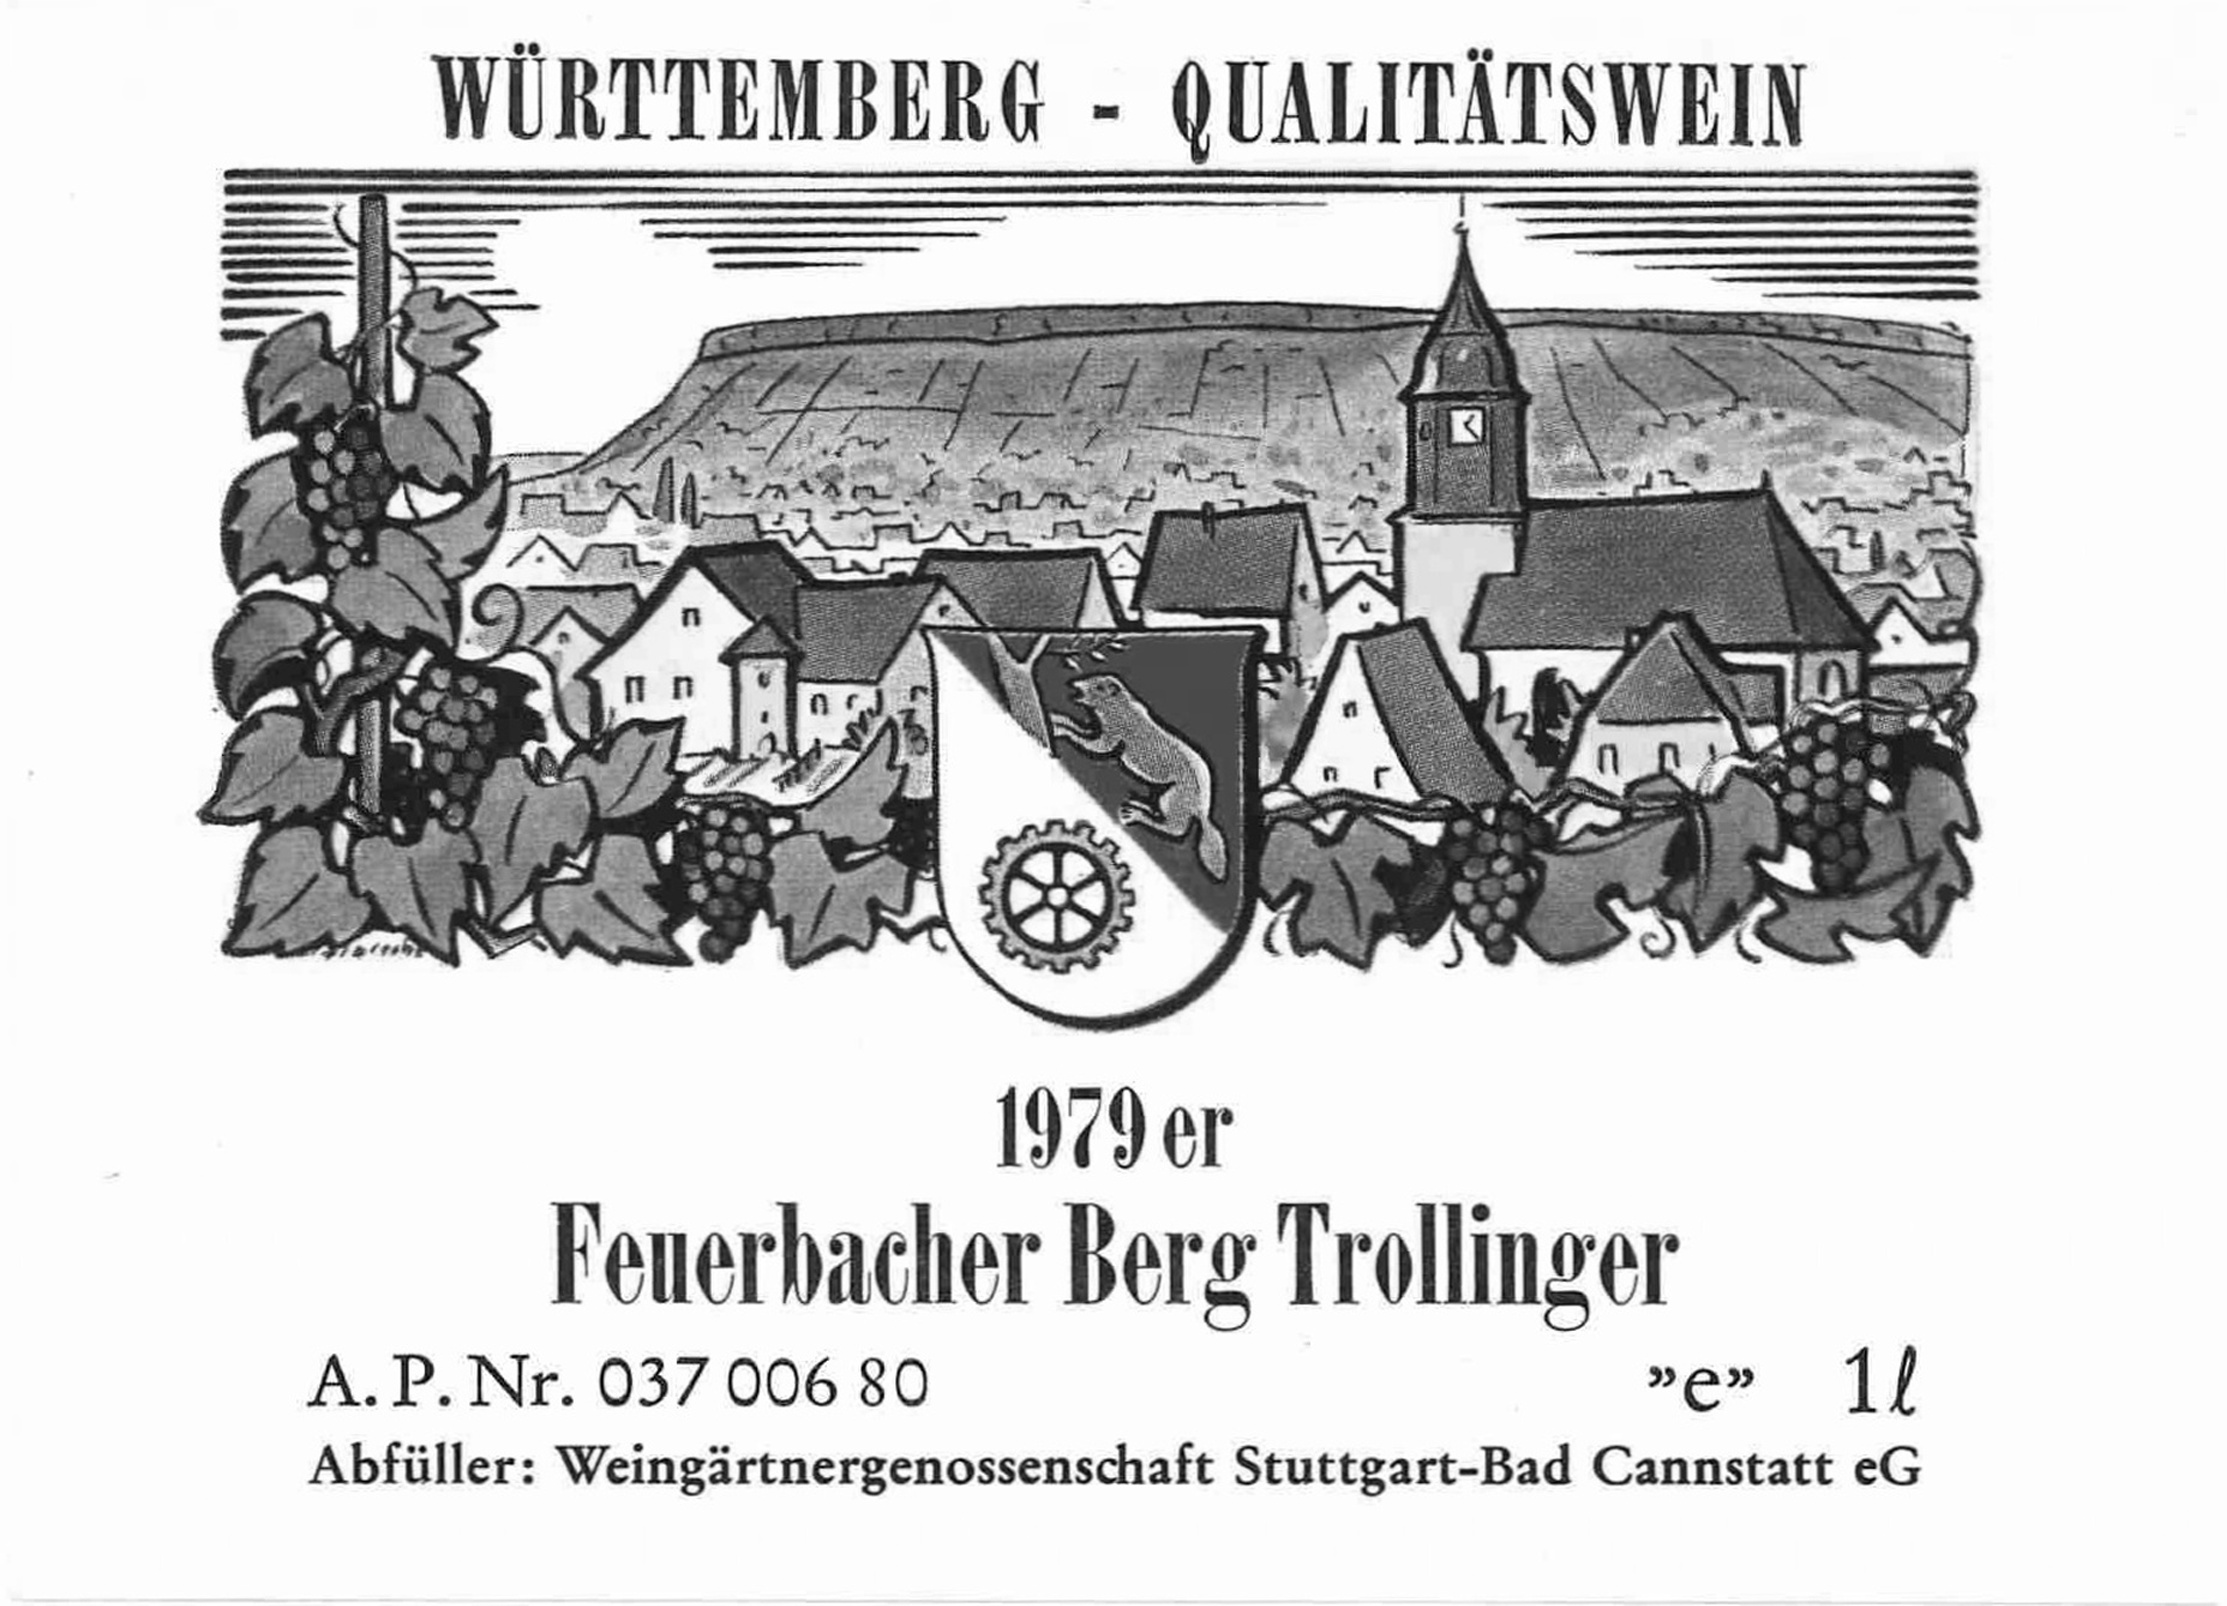 WÜRTTEMBERG - QUALITÄTSWEIN
1979er
Feuerbacher Berg Trollinger
A. P. Nr. 037 006 80 "e" 1ℓ
Abfüller: Weingärtnergenossenschaft Stuttgart-Bad Cannstatt eG